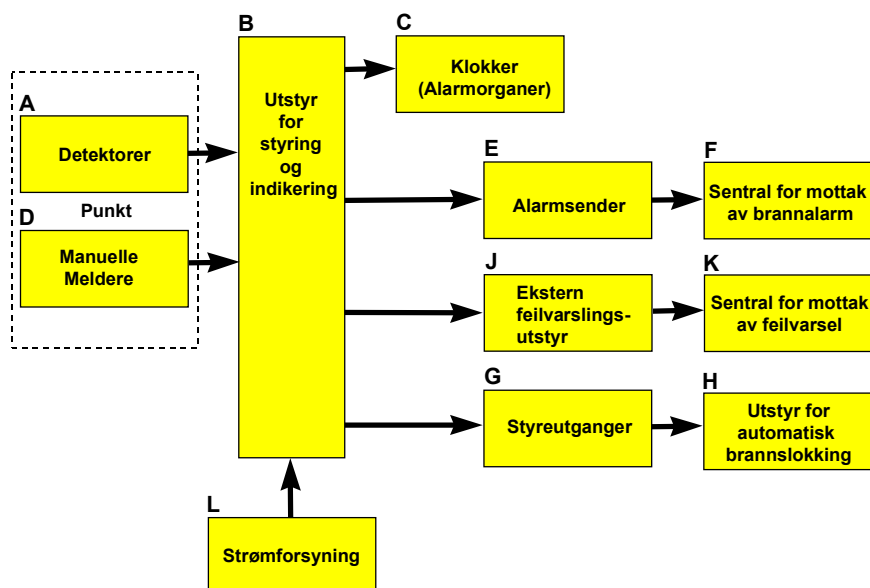 B
C
Klokker
(Alarmorganer)
A
Detektorer
Utstyr
for
styring
og
indikering
E
Alarmsender
F
Sentral for mottak
av brannalarm
Punkt
D
Manuelle
Meldere
J
Ekstern
feilvarslings-
utstyr
K
Sentral for mottak
av feilvarsel
G
Styreutganger
H
Utstyr for
automatisk
brannslokking
L
Strømforsyning